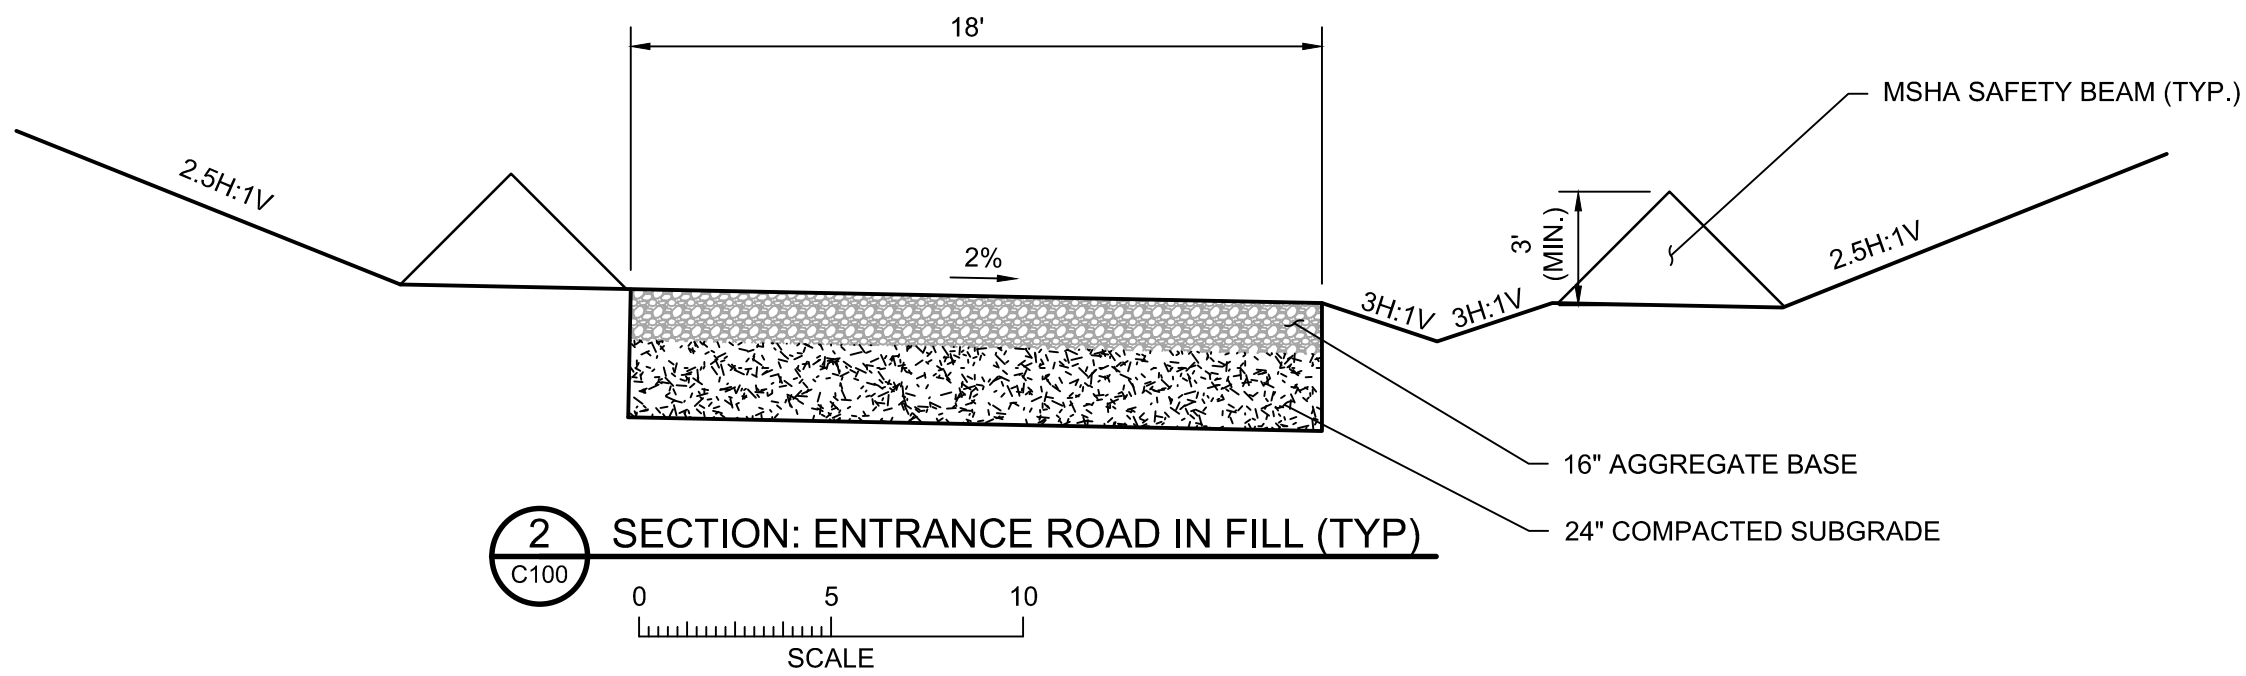 18'
MSHA SAFETY BEAM (TYP.)
2.5H:1V
2%
3'
(MIN.)
2.5H:1V
3H:1V
3H:1V
16" AGGREGATE BASE
24" COMPACTED SUBGRADE
2
C100
SECTION: ENTRANCE ROAD IN FILL (TYP)
0 5 10
SCALE